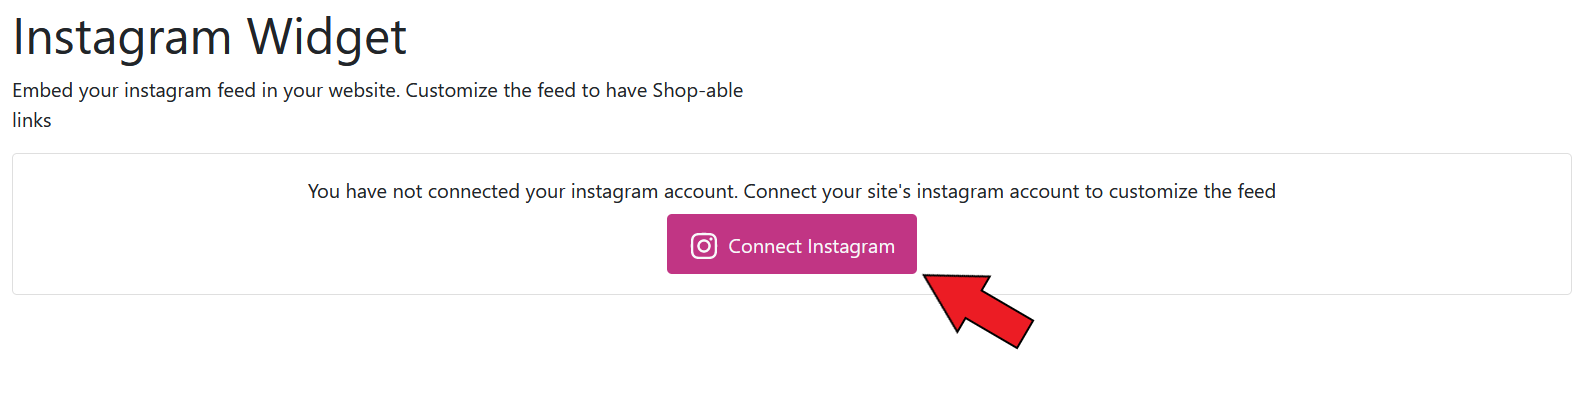 Instagram Widget
Embed your instagram feed in your website. Customize the feed to have Shop-able
links
You have not connected your instagram account. Connect your site's instagram account to customize the feed
Connect Instagram